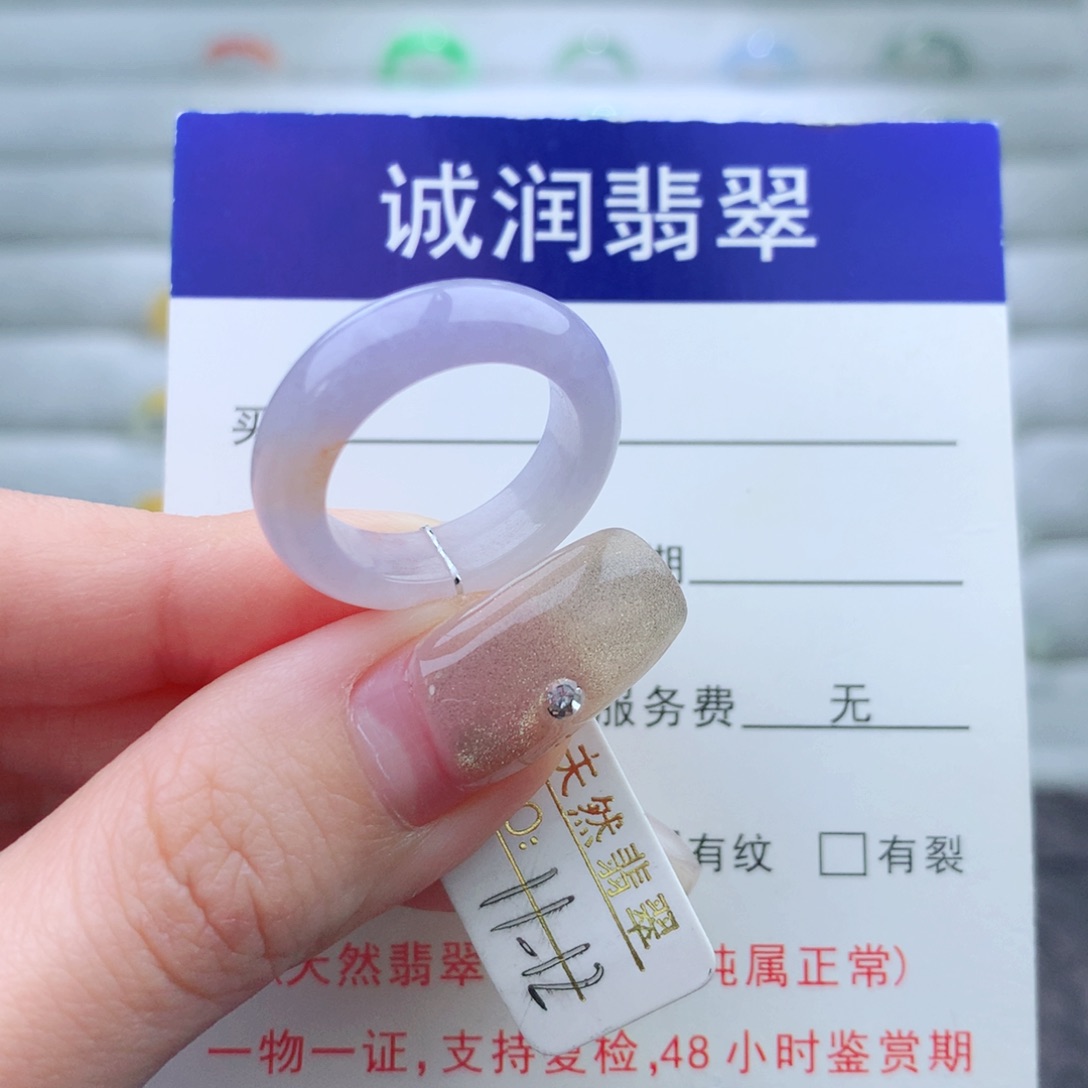 诚润翡翠
买
期
服务费 无
有纹 □有裂
天然翡翠
O:
11-12
(天然翡翠 纯属正常)
一物一证,支持复检,48小时鉴赏期